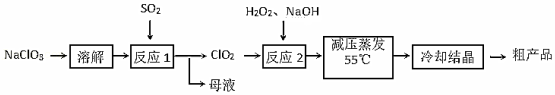 SO₂
H₂O₂、NaOH
NaClO₃ 溶解 反应 1 ClO₂ 反应 2 减压蒸发 55℃ 冷却结晶 粗产品
母液